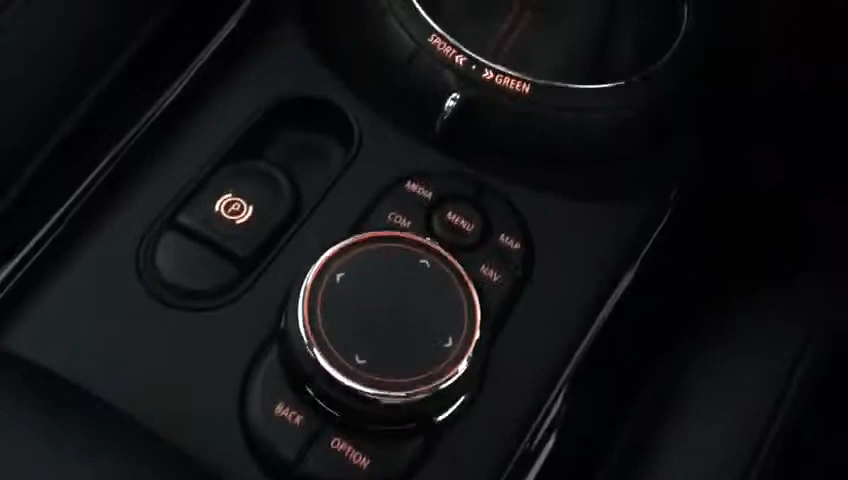 SPORT « · » GREEN
MEDIA
MENU
COM
MAP
NAV
P
BACK
OPTION